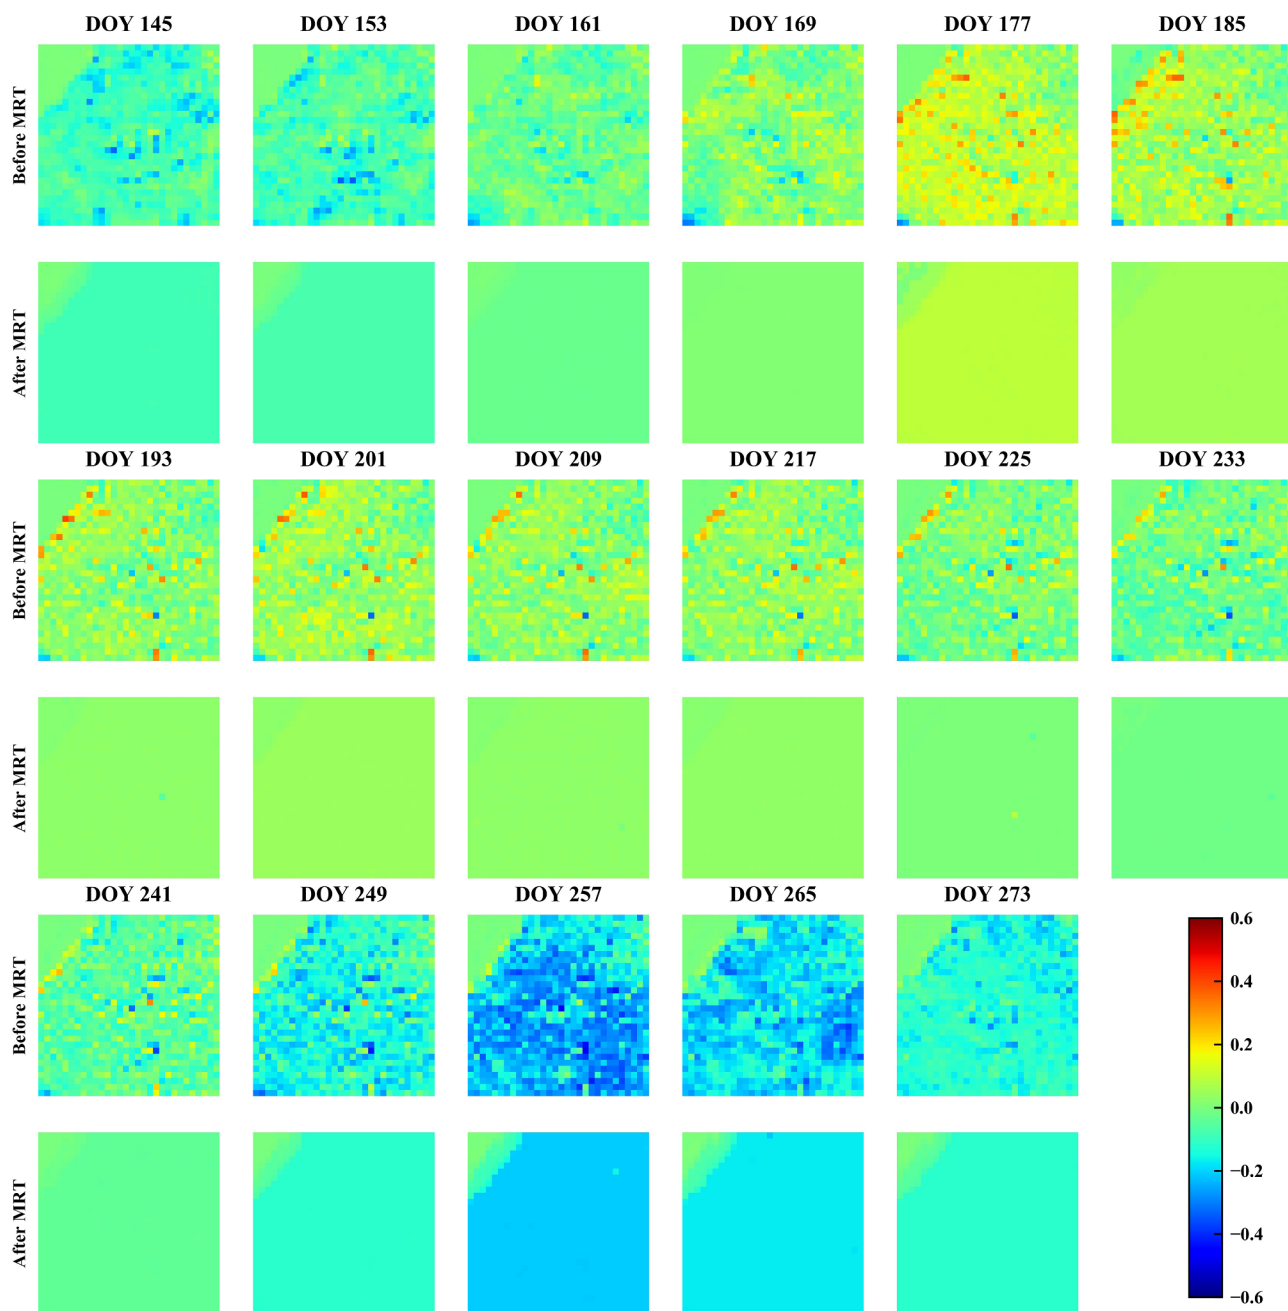 DOY 145 DOY 153 DOY 161 DOY 169 DOY 177 DOY 185
Before MRT
After MRT
DOY 193 DOY 201 DOY 209 DOY 217 DOY 225 DOY 233
Before MRT
After MRT
DOY 241 DOY 249 DOY 257 DOY 265 DOY 273
Before MRT
After MRT
0.6
0.4
0.2
0.0
−0.2
−0.4
−0.6